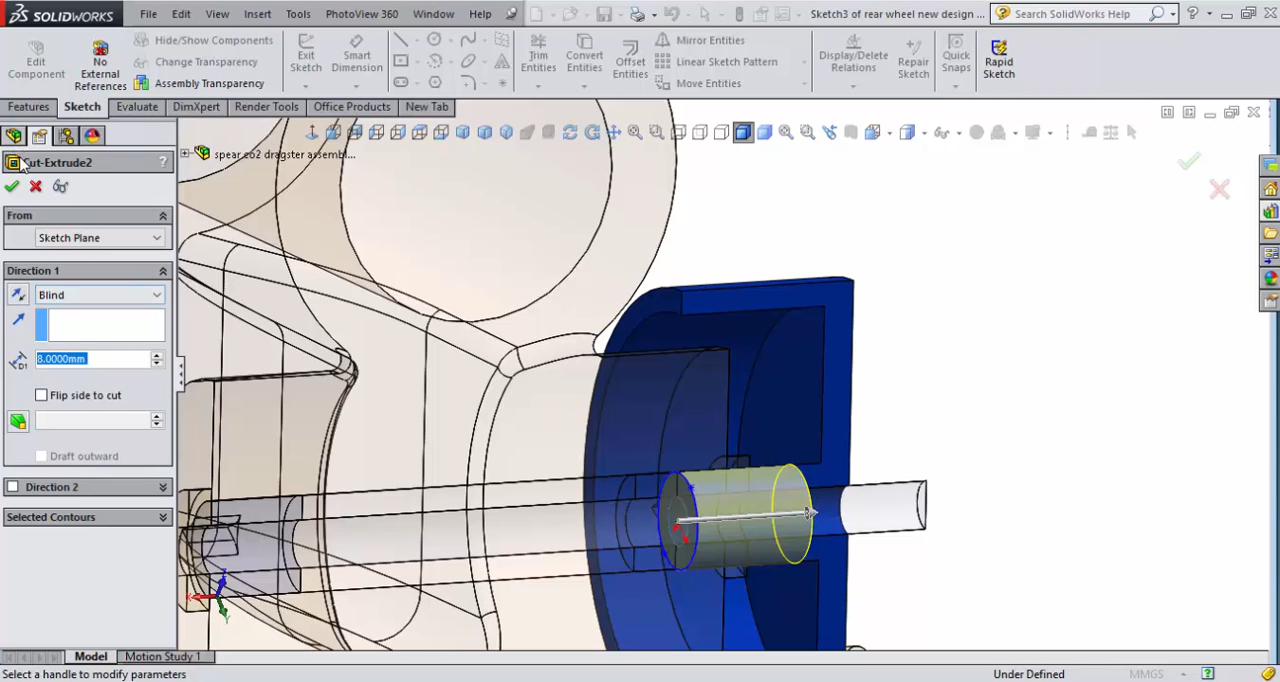 SOLIDWORKS File Edit View Insert Tools PhotoView 360 Window Help Sketch3 of rear wheel new design ... Search SolidWorks Help
Edit Component
No External References
Hide/Show Components
Change Transparency
Assembly Transparency
Exit Sketch
Smart Dimension
Trim Entities
Convert Entities
Offset Entities
Mirror Entities
Linear Sketch Pattern
Move Entities
Display/Delete Relations
Repair Sketch
Quick Snaps
Rapid Sketch
Features Sketch Evaluate DimXpert Render Tools Office Products New Tab
Cut-Extrude2 ?
spear co2 dragster assembl...
From
Sketch Plane
Direction 1
Blind
D1 8.0000mm
Flip side to cut
Draft outward
Direction 2
Selected Contours
Y
Model Motion Study 1
Select a handle to modify parameters Under Defined MMGS ?